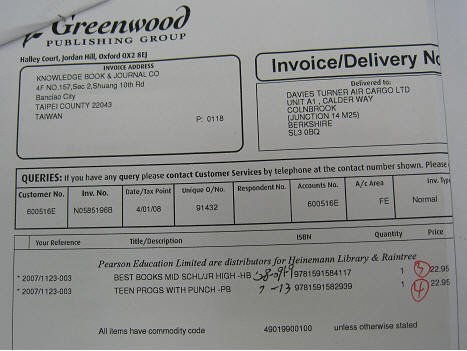 Greenwood
PUBLISHING GROUP
Halley Court, Jordan Hill, Oxford OX2 8EJ
INVOICE ADDRESS
KNOWLEDGE BOOK & JOURNAL CO
4F NO.157,Sec 2,Shuang 10th Rd
Banciao City
TAIPEI COUNTY 22043
TAIWAN
P: 0118
Invoice/Delivery No
Delivered to:
DAVIES TURNER AIR CARGO LTD
UNIT A1, CALDER WAY
COLNBROOK
(JUNCTION 14 M25)
BERKSHIRE
SL3 0BQ
QUERIES: If you have any query please contact Customer Services by telephone at the contact number shown. Please
Customer No. Inv. No. Date/Tax Point Unique O/No. Respondent No. Accounts No. A/c Area Inv. Typ
600516E N0585196B 4/01/08 91432 600516E FE Normal
Your Reference Title/Description ISBN Quantity Price
Pearson Education Limited are distributors for Heinemann Library & Raintree
* 2007/1123-003 BEST BOOKS MID SCHL/JR HIGH -HB 9781591584117 1 3 22.95
* 2007/1123-003 TEEN PROGS WITH PUNCH -PB 7-13 9781582939 1 4 22.95
All items have commodity code 49019900100 unless otherwise stated